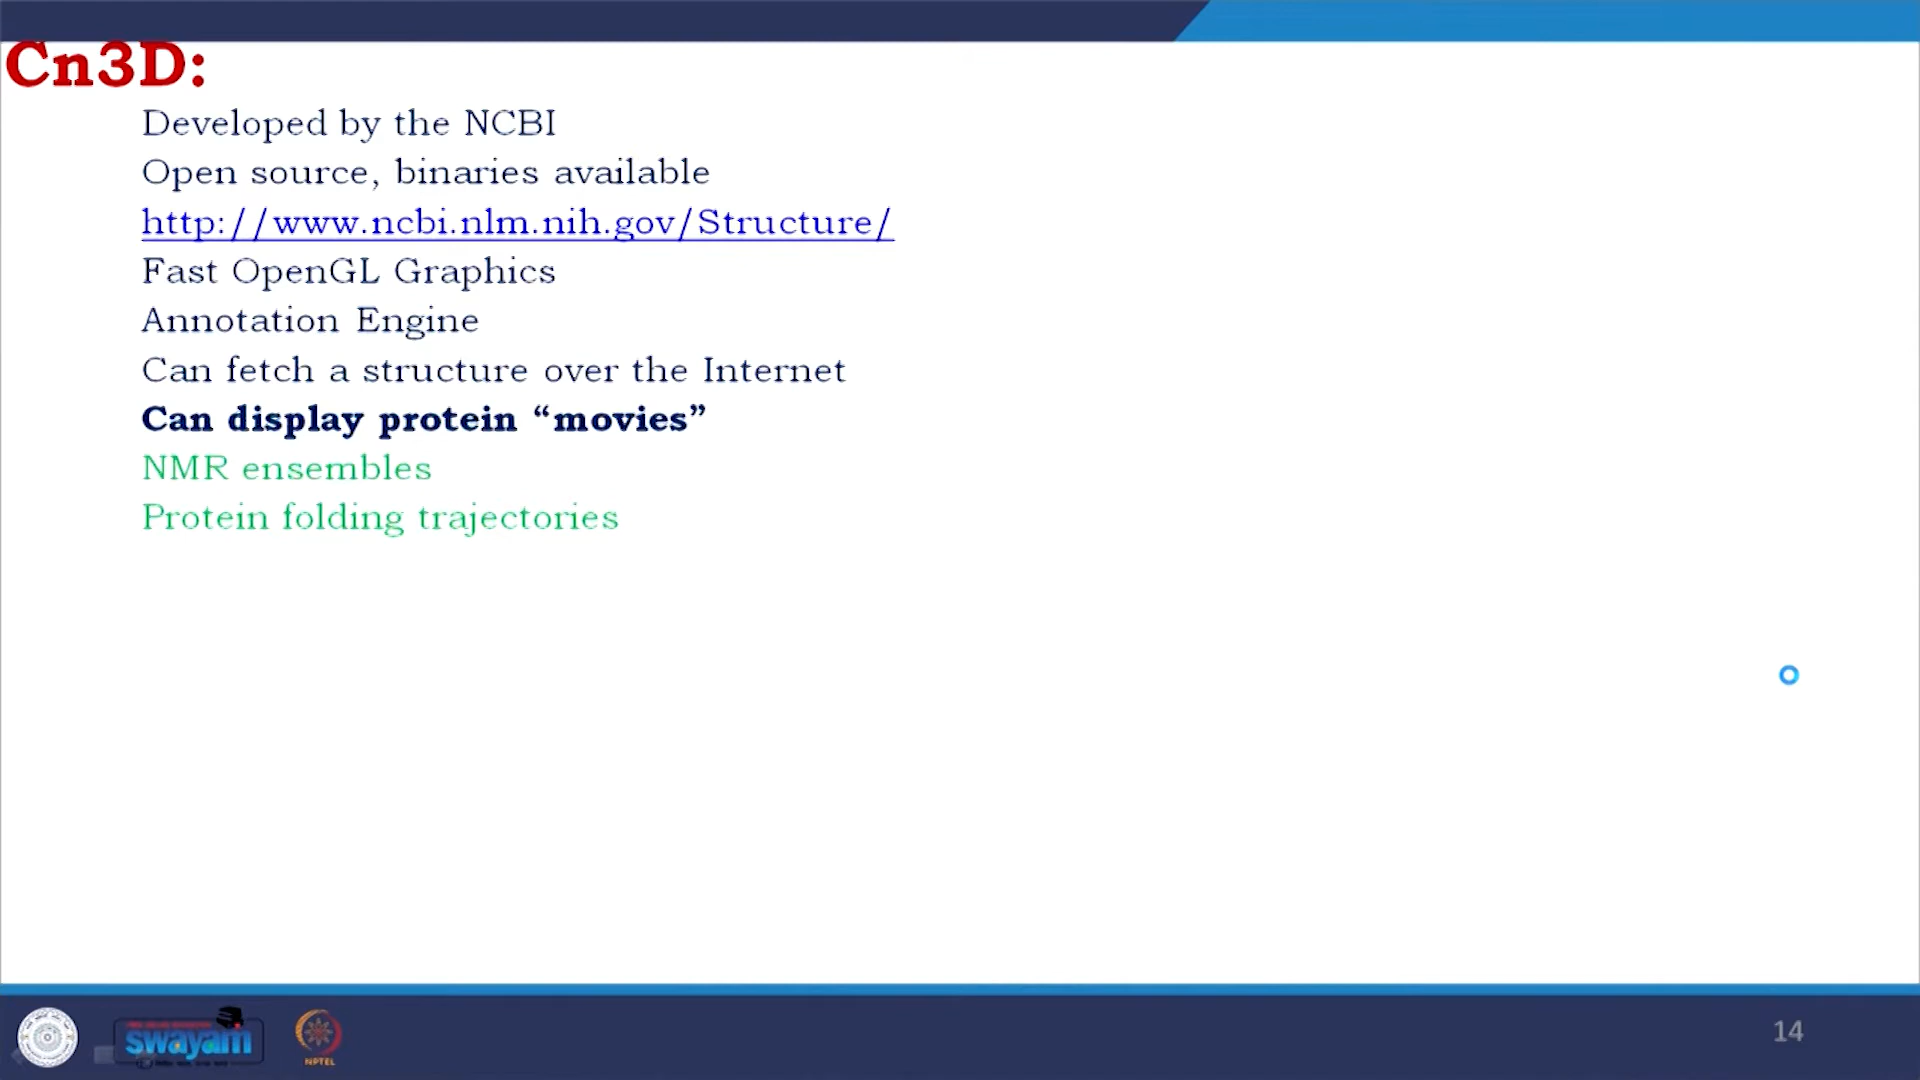 Cn3D:
Developed by the NCBI
Open source, binaries available
http://www.ncbi.nlm.nih.gov/Structure/
Fast OpenGL Graphics
Annotation Engine
Can fetch a structure over the Internet
Can display protein “movies”
NMR ensembles
Protein folding trajectories
swayam
NPTEL
14